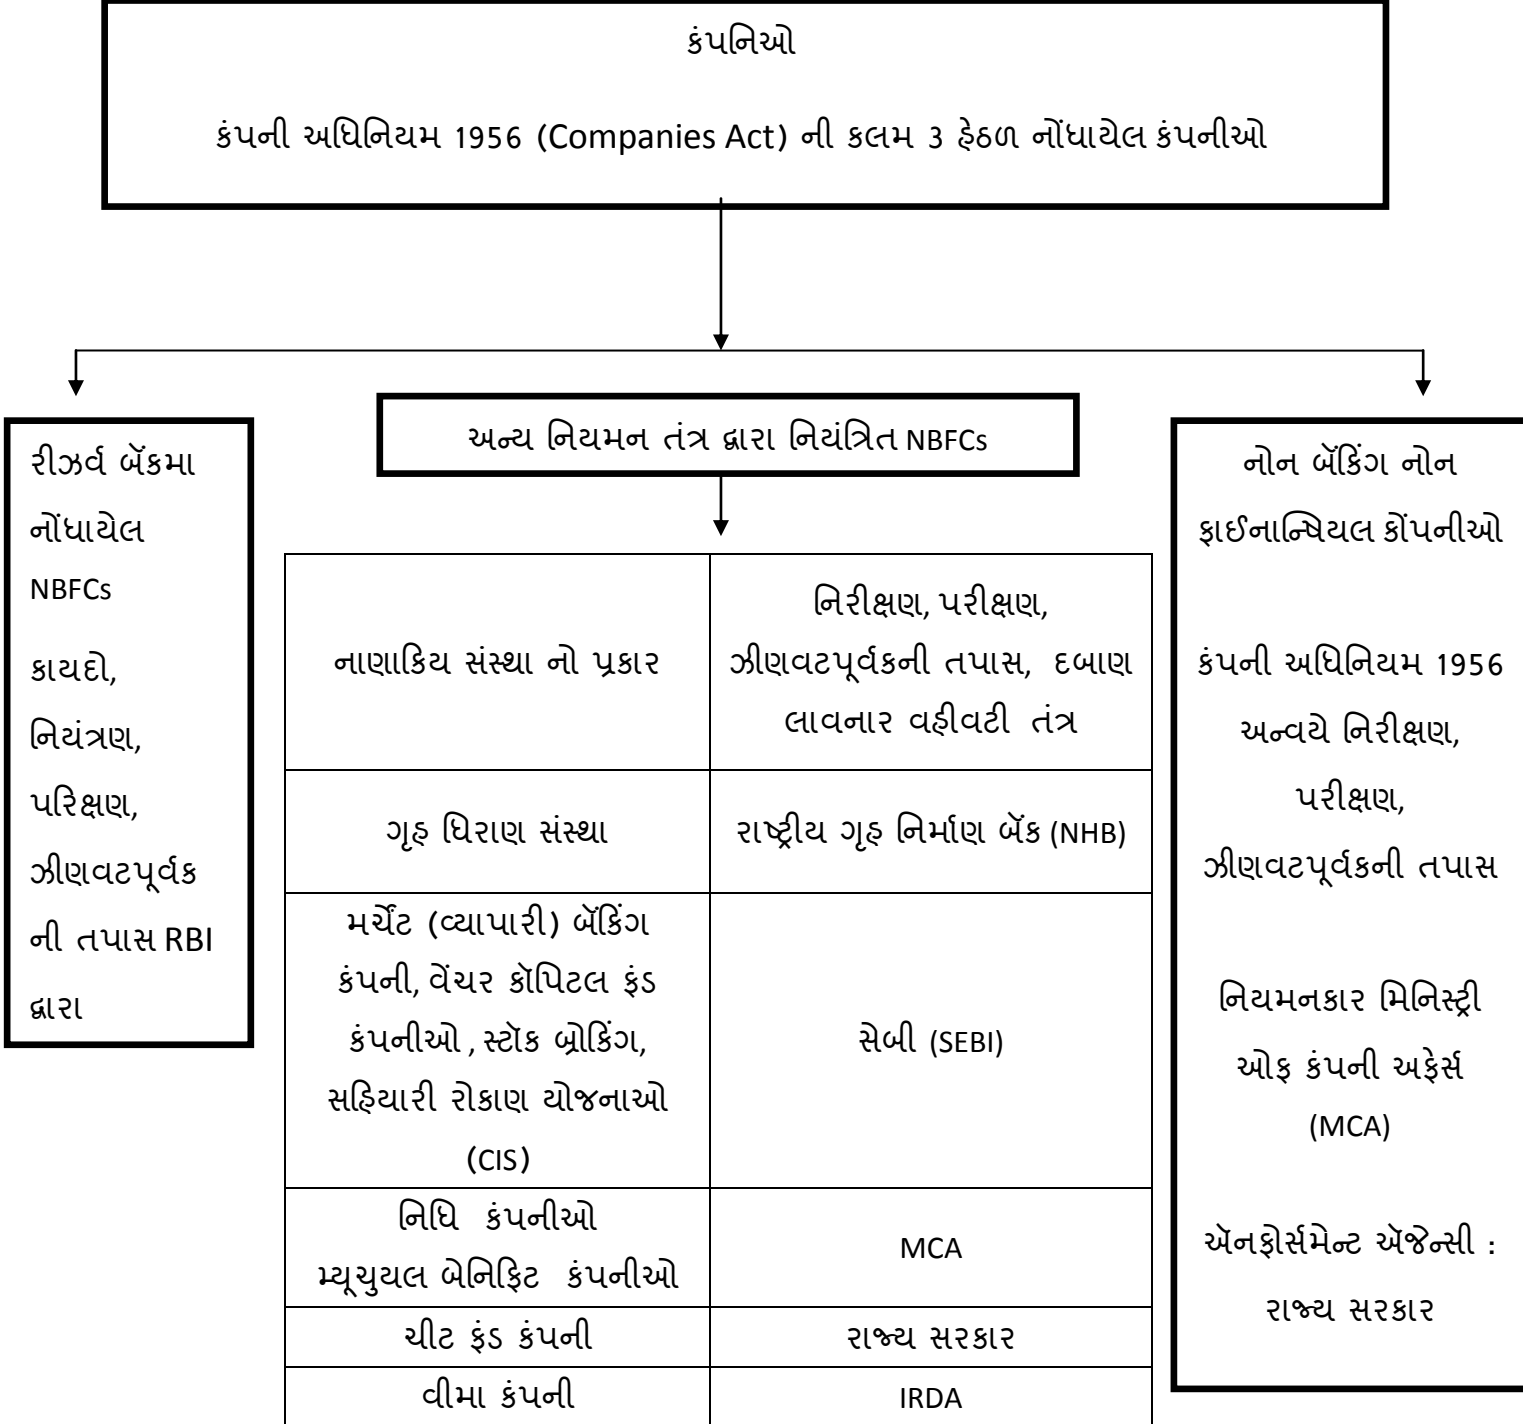 કંપનિઓ
કંપની અધિનિયમ 1956 (Companies Act) ની કલમ 3 હેઠળ નોંધાયેલ કંપનીઓ
રીઝર્વ બૅંકમા
નોંધાયેલ
NBFCs
કાયદો,
નિયંત્રણ,
પરિક્ષણ,
ઝીણવટપૂર્વક
ની તપાસ RBI
દ્વારા
અન્ય નિયમન તંત્ર દ્વારા નિયંત્રિત NBFCs
નાણાકિય સંસ્થા નો પ્રકાર
નિરીક્ષણ, પરીક્ષણ,
ઝીણવટપૂર્વકની તપાસ, દબાણ
લાવનાર વહીવટી તંત્ર
ગૃહ ધિરાણ સંસ્થા
રાષ્ટ્રીય ગૃહ નિર્માણ બૅંક (NHB)
મર્ચેંટ (વ્યાપારી) બૅંકિંગ
કંપની, વેંચર કૉપિટલ ફંડ
કંપનીઓ , સ્ટૉક બ્રોકિંગ,
સહિયારી રોકાણ યોજનાઓ
(CIS)
સેબી (SEBI)
નિધિ કંપનીઓ
મ્યૂચુયલ બેનિફિટ કંપનીઓ
MCA
ચીટ ફંડ કંપની
રાજ્ય સરકાર
વીમા કંપની
IRDA
નોન બૅંકિંગ નોન
ફાઈનાન્ષિયલ કોંપનીઓ
કંપની અધિનિયમ 1956
અન્વયે નિરીક્ષણ,
પરીક્ષણ,
ઝીણવટપૂર્વકની તપાસ
નિયમનકાર મિનિસ્ટ્રી
ઓફ કંપની અફેર્સ
(MCA)
ઍનફોર્સમેન્ટ ઍજેન્સી :
રાજ્ય સરકાર